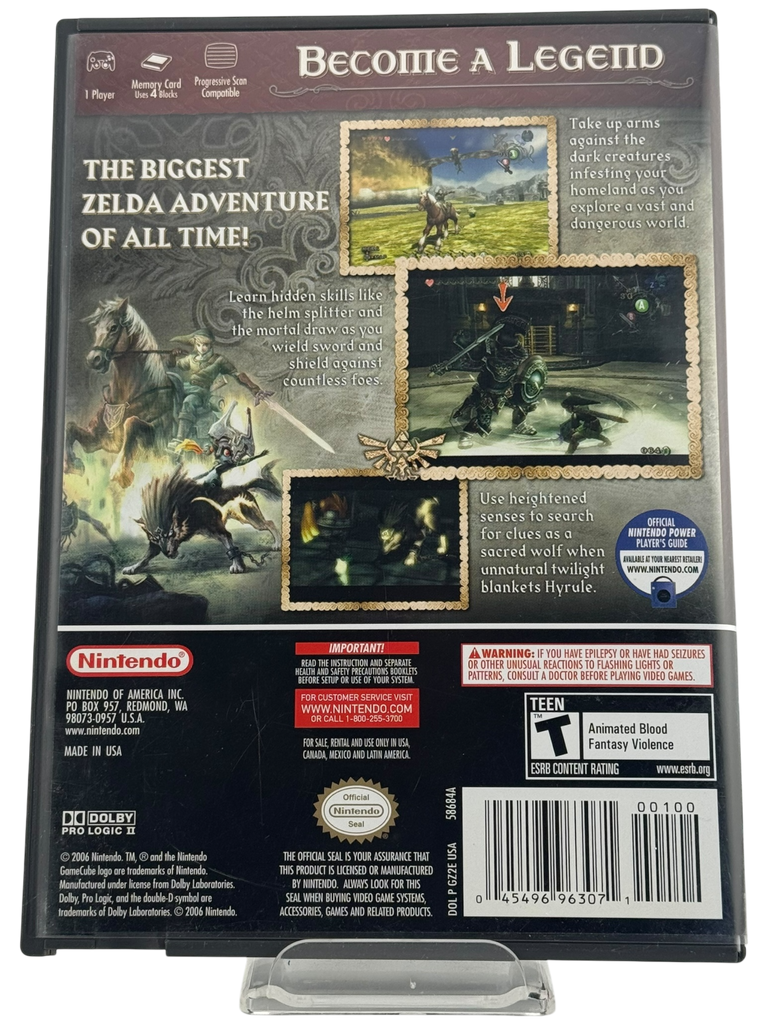 BECOME A LEGEND
1 Player
Memory Card
Uses 4 Blocks
Progressive Scan
Compatible
THE BIGGEST
ZELDA ADVENTURE
OF ALL TIME!
Take up arms
against the
dark creatures
infesting your
homeland as you
explore a vast and
dangerous world.
Learn hidden skills like
the helm splitter and
the mortal draw as you
wield sword and
shield against
countless foes.
A
Use heightened
senses to search
for clues as a
sacred wolf when
unnatural twilight
blankets Hyrule.
OFFICIAL
NINTENDO POWER
PLAYER'S GUIDE
AVAILABLE AT YOUR NEAREST RETAILER!
WWW.NINTENDO.COM
Nintendo®
NINTENDO OF AMERICA INC.
PO BOX 957, REDMOND, WA
98073-0957 U.S.A.
www.nintendo.com
MADE IN USA
IMPORTANT!
READ THE INSTRUCTION AND SEPARATE
HEALTH AND SAFETY PRECAUTIONS BOOKLETS
BEFORE SETUP OR USE OF YOUR SYSTEM.
FOR CUSTOMER SERVICE VISIT
WWW.NINTENDO.COM
OR CALL 1-800-255-3700
FOR SALE, RENTAL AND USE ONLY IN USA,
CANADA, MEXICO AND LATIN AMERICA.
WARNING: IF YOU HAVE EPILEPSY OR HAVE HAD SEIZURES
OR OTHER UNUSUAL REACTIONS TO FLASHING LIGHTS OR
PATTERNS, CONSULT A DOCTOR BEFORE PLAYING VIDEO GAMES.
TEEN
T
TM
Animated Blood
Fantasy Violence
ESRB CONTENT RATING www.esrb.org
DOLBY
PRO LOGIC II
© 2006 Nintendo. TM, ® and the Nintendo
GameCube logo are trademarks of Nintendo.
Manufactured under license from Dolby Laboratories.
Dolby, Pro Logic, and the double-D symbol are
trademarks of Dolby Laboratories. © 2006 Nintendo.
Official
Nintendo
Seal
THE OFFICIAL SEAL IS YOUR ASSURANCE THAT
THIS PRODUCT IS LICENSED OR MANUFACTURED
BY NINTENDO. ALWAYS LOOK FOR THIS
SEAL WHEN BUYING VIDEO GAME SYSTEMS,
ACCESSORIES, GAMES AND RELATED PRODUCTS.
DOL P GZ2E USA 58684A
00100
0 45496 96307 1